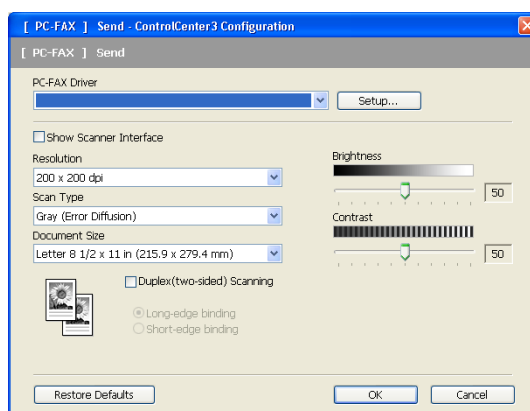 [ PC-FAX ] Send - ControlCenter3 Configuration
[ PC-FAX ] Send
PC-FAX Driver
Setup...
Show Scanner Interface
Resolution
200 x 200 dpi
Scan Type
Gray (Error Diffusion)
Document Size
Letter 8 1/2 x 11 in (215.9 x 279.4 mm)
Brightness
50
Contrast
50
Duplex(two-sided) Scanning
Long-edge binding
Short-edge binding
Restore Defaults
OK
Cancel